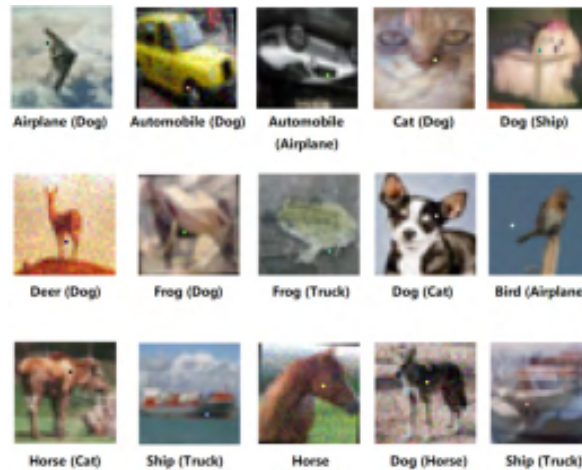 Airplane (Dog) Automobile (Dog) Automobile Cat (Dog) Dog (Ship)
(Airplane)
Deer (Dog) Frog (Dog) Frog (Truck) Dog (Cat) Bird (Airplane
Horse (Cat) Ship (Truck) Horse Dog (Horse) Ship (Truck